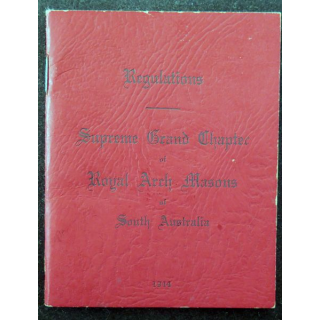 Regulations
Supreme Grand Chapter
of
Royal Arch Masons
of
South Australia